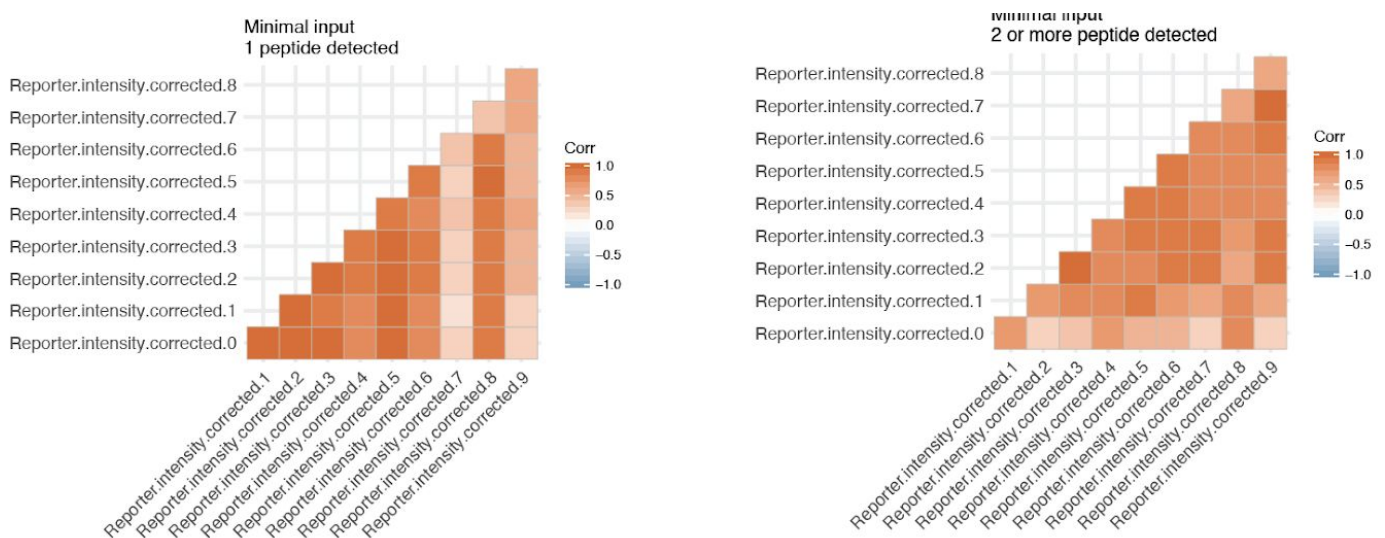 Minimal input
1 peptide detected
Reporter.intensity.corrected.8
Reporter.intensity.corrected.7
Reporter.intensity.corrected.6
Reporter.intensity.corrected.5
Reporter.intensity.corrected.4
Reporter.intensity.corrected.3
Reporter.intensity.corrected.2
Reporter.intensity.corrected.1
Reporter.intensity.corrected.0
Reporter.intensity.corrected.1
Reporter.intensity.corrected.2
Reporter.intensity.corrected.3
Reporter.intensity.corrected.4
Reporter.intensity.corrected.5
Reporter.intensity.corrected.6
Reporter.intensity.corrected.7
Reporter.intensity.corrected.8
Reporter.intensity.corrected.9
Corr
1.0
0.5
0.0
−0.5
−1.0
Minimal input
2 or more peptide detected
Reporter.intensity.corrected.8
Reporter.intensity.corrected.7
Reporter.intensity.corrected.6
Reporter.intensity.corrected.5
Reporter.intensity.corrected.4
Reporter.intensity.corrected.3
Reporter.intensity.corrected.2
Reporter.intensity.corrected.1
Reporter.intensity.corrected.0
Reporter.intensity.corrected.1
Reporter.intensity.corrected.2
Reporter.intensity.corrected.3
Reporter.intensity.corrected.4
Reporter.intensity.corrected.5
Reporter.intensity.corrected.6
Reporter.intensity.corrected.7
Reporter.intensity.corrected.8
Reporter.intensity.corrected.9
Corr
1.0
0.5
0.0
−0.5
−1.0